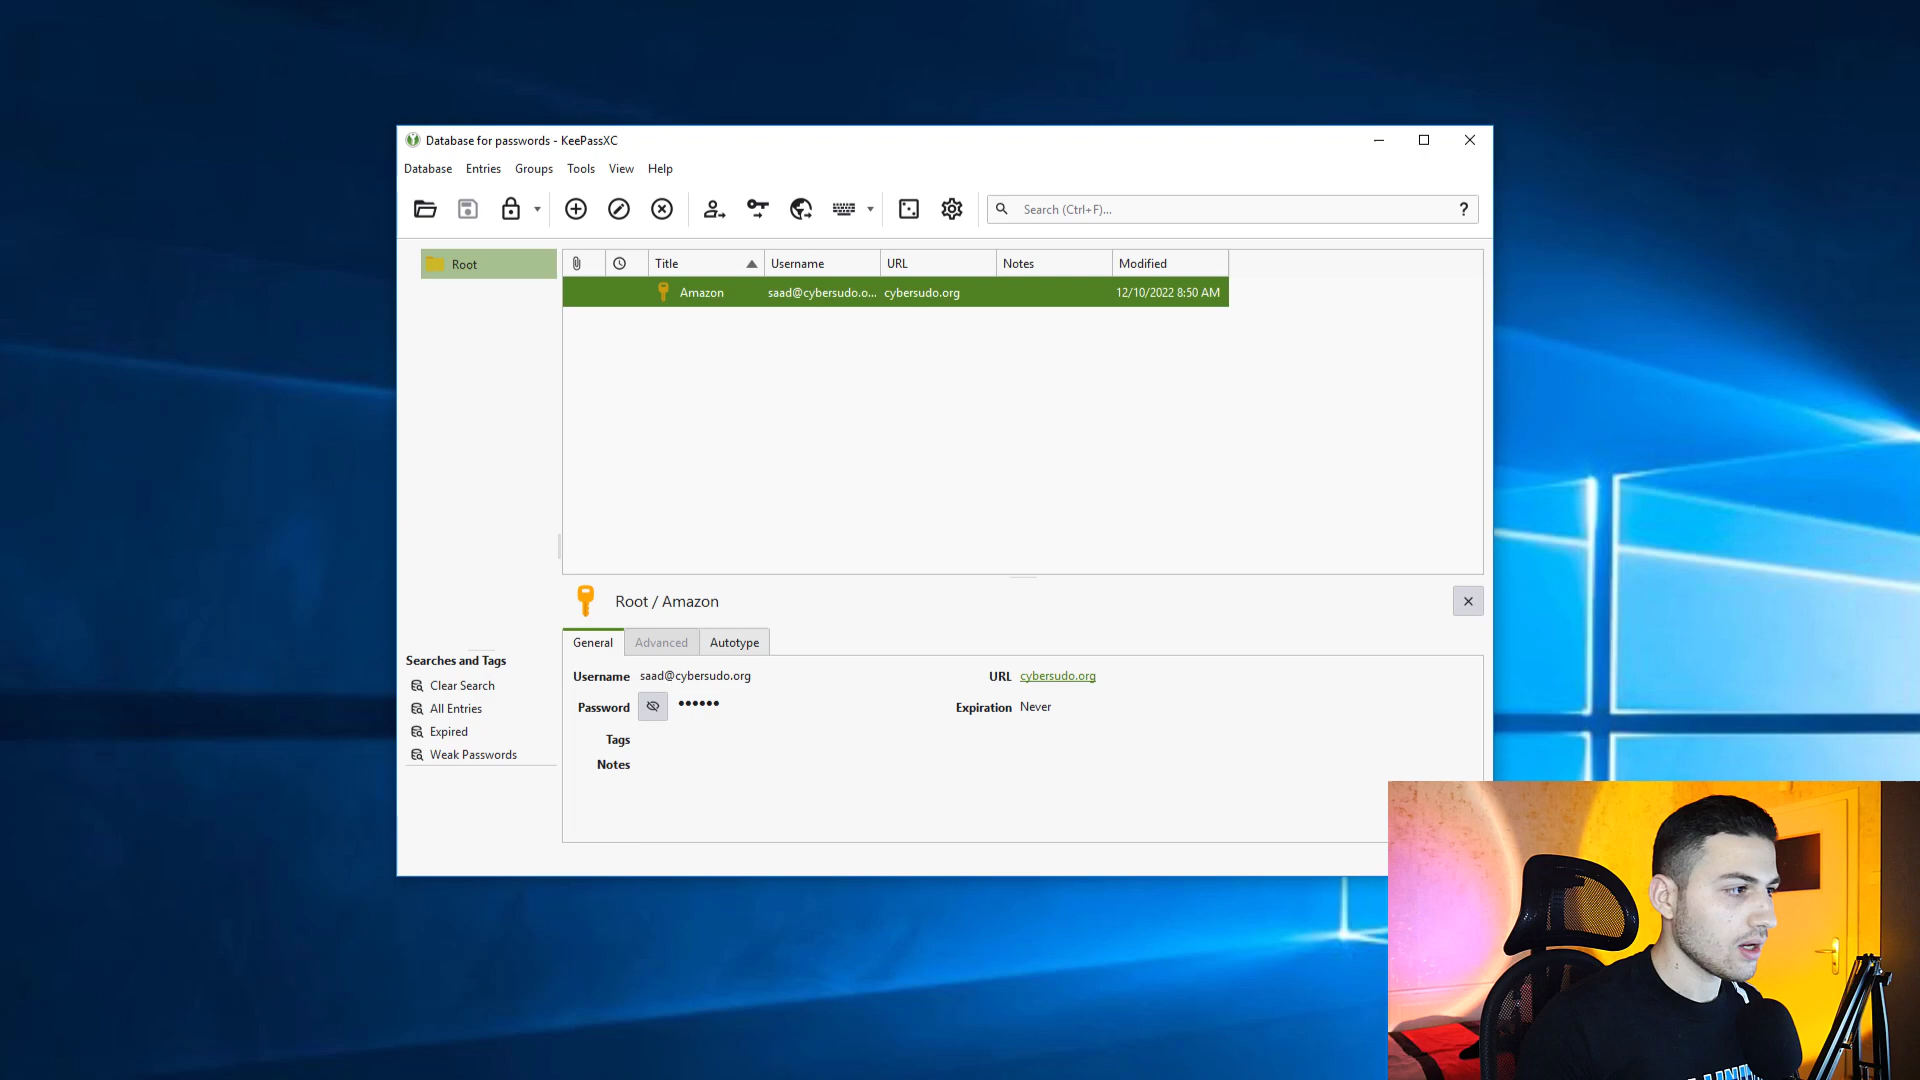 Database for passwords - KeePassXC
Database Entries Groups Tools View Help
Search (Ctrl+F)... ?
Root
Title Username URL Notes Modified
Amazon saad@cybersudo.o... cybersudo.org 12/10/2022 8:50 AM
Root / Amazon
General Advanced Autotype
Username saad@cybersudo.org URL cybersudo.org
Password •••••• Expiration Never
Tags
Notes
Searches and Tags
Clear Search
All Entries
Expired
Weak Passwords